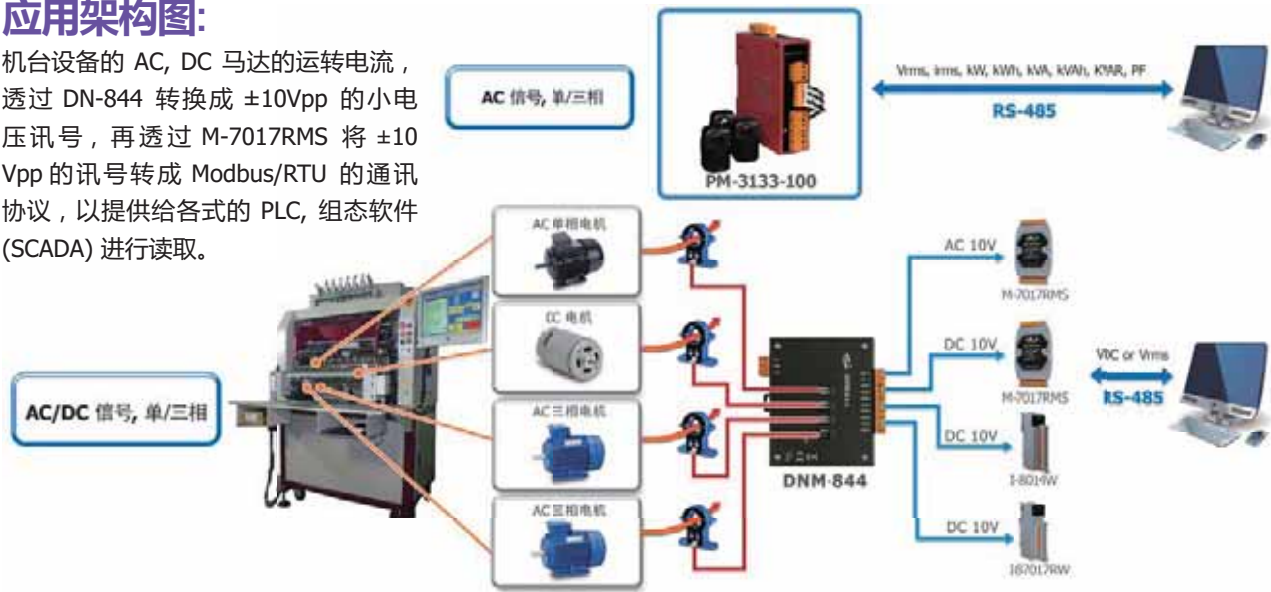 应用架构图:
机台设备的 AC, DC 马达的运转电流，
透过 DN-844 转换成 ±10Vpp 的小电
压讯号，再透过 M-7017RMS 将 ±10
Vpp 的讯号转成 Modbus/RTU 的通讯
协议，以提供给各式的 PLC, 组态软件
(SCADA) 进行读取。
AC 信号, 单/三相
PM-3133-100
Vrms, irms, kW, kWh, kVA, kVAh, KVAR, PF
RS-485
AC/DC 信号, 单/三相
AC单相电机
DC 电机
AC三相电机
AC三相电机
DNM-844
AC 10V
M-7017RMS
DC 10V
M-7017RMS
DC 10V
I-8014W
DC 10V
I87017RW
VDC or Vrms
RS-485